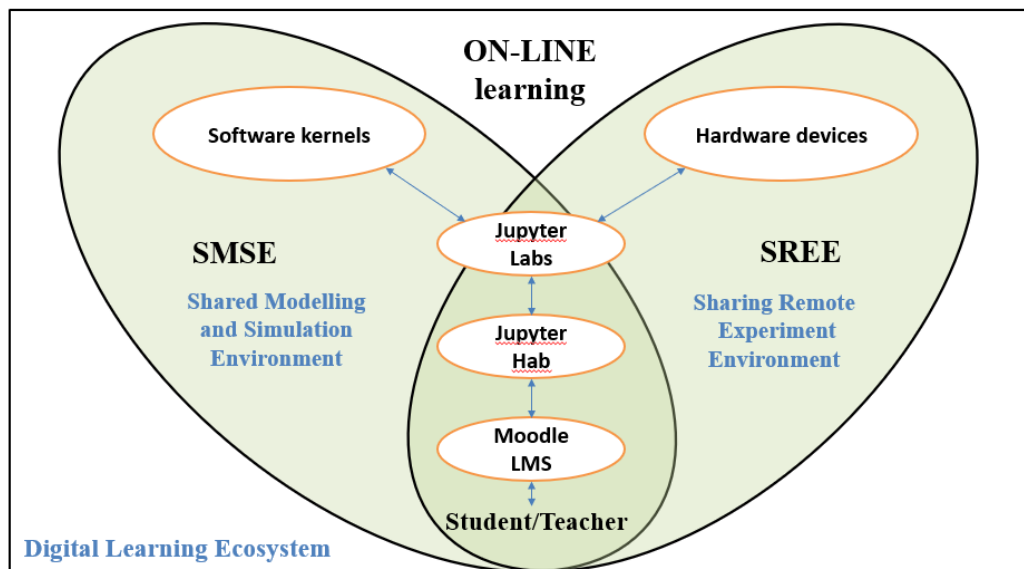 ON-LINE
learning
Software kernels
Hardware devices
Jupyter
Labs
SMSE
SREE
Shared Modelling
and Simulation
Environment
Sharing Remote
Experiment
Environment
Jupyter
Hab
Moodle
LMS
Student/Teacher
Digital Learning Ecosystem